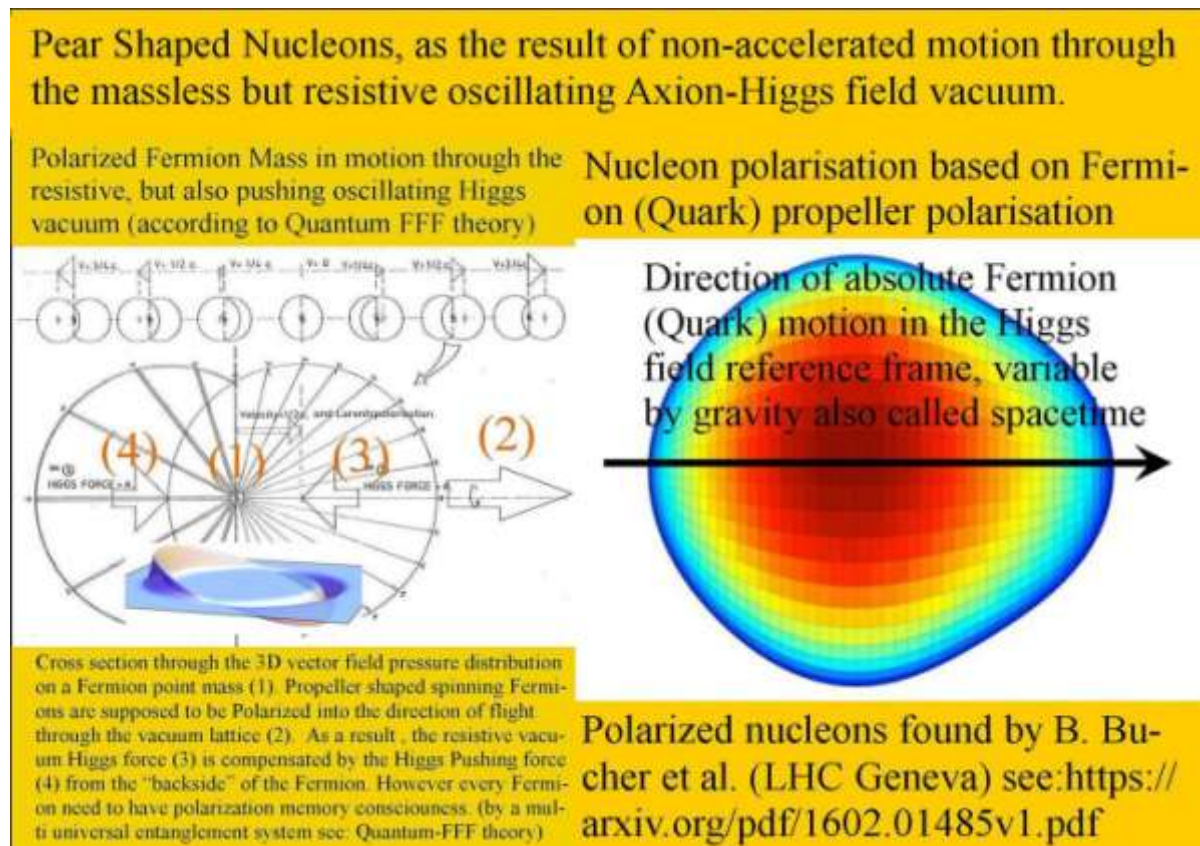 Pear Shaped Nucleons, as the result of non-accelerated motion through
the massless but resistive oscillating Axion-Higgs field vacuum.
Polarized Fermion Mass in motion through the
resistive, but also pushing oscillating Higgs
vacuum (according to Quantum FFF theory)
V=3/4c. V= 1/2 c. V= 1/4 c V= 0
(4) (1) (3) (2)
HIGGS FORCE HIGGS FORCE
Cross section through the 3D vector field pressure distribution
on a Fermion point mass (1). Propeller shaped spinning Fermi-
ons are supposed to be Polarized into the direction of flight
through the vacuum lattice (2). As a result , the resistive vacu-
um Higgs force (3) is compensated by the Higgs Pushing force
(4) from the "backside" of the Fermion. However every Fermi-
on need to have polarization memory consciouness. (by a mul-
ti universal entanglement system see: Quantum-FFF theory)
Nucleon polarisation based on Fermi-
on (Quark) propeller polarisation
Direction of absolute Fermion
(Quark) motion in the Higgs
field reference frame, variable
by gravity also called spacetime
Polarized nucleons found by B. Bu-
cher et al. (LHC Geneva) see:https://
arxiv.org/pdf/1602.01485v1.pdf